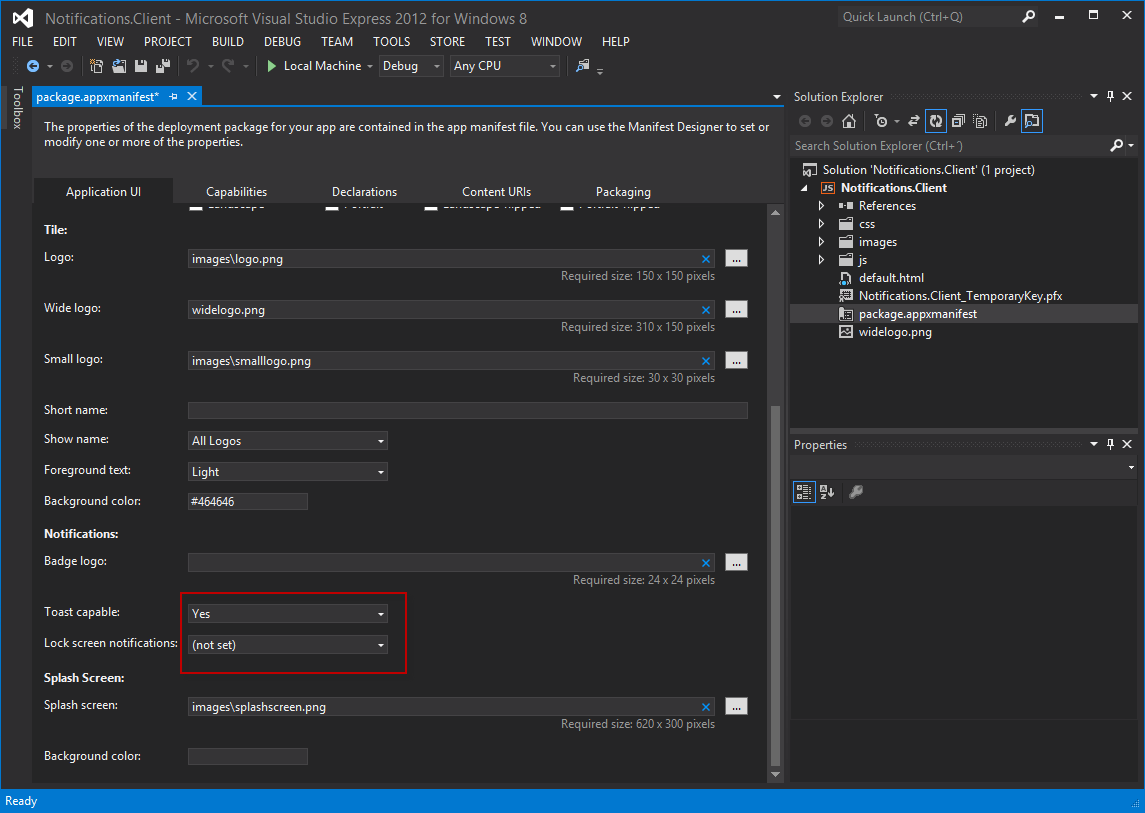 Notifications.Client - Microsoft Visual Studio Express 2012 for Windows 8
Quick Launch (Ctrl+Q)
FILE EDIT VIEW PROJECT BUILD DEBUG TEAM TOOLS STORE TEST WINDOW HELP
Local Machine Debug Any CPU
Toolbox
package.appxmanifest*
The properties of the deployment package for your app are contained in the app manifest file. You can use the Manifest Designer to set or
modify one or more of the properties.
Application UI Capabilities Declarations Content URIs Packaging
Tile:
Logo: images\logo.png ...
Required size: 150 x 150 pixels
Wide logo: widelogo.png ...
Required size: 310 x 150 pixels
Small logo: images\smalllogo.png ...
Required size: 30 x 30 pixels
Short name:
Show name: All Logos
Foreground text: Light
Background color: #464646
Notifications:
Badge logo: ...
Required size: 24 x 24 pixels
Toast capable: Yes
Lock screen notifications: (not set)
Splash Screen:
Splash screen: images\splashscreen.png ...
Required size: 620 x 300 pixels
Background color:
Solution Explorer
Search Solution Explorer (Ctrl+¨)
Solution 'Notifications.Client' (1 project)
JS Notifications.Client
References
css
images
js
default.html
Notifications.Client_TemporaryKey.pfx
package.appxmanifest
widelogo.png
Properties
Ready